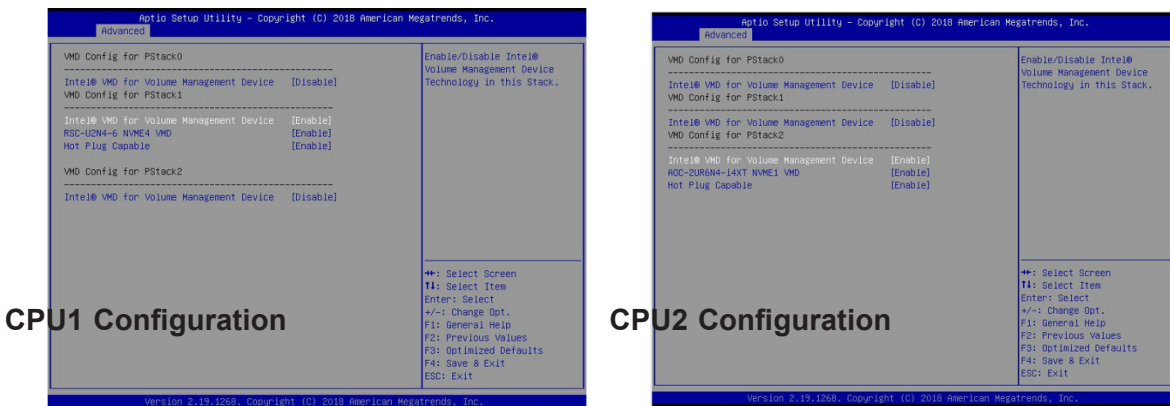 Aptio Setup Utility – Copyright (C) 2018 American Megatrends, Inc.
Advanced
VMD Config for PStack0
--------------------------------------------------
Intel® VMD for Volume Management Device [Disable]
VMD Config for PStack1
--------------------------------------------------
Intel® VMD for Volume Management Device [Enable]
RSC-U2N4-6 NVME4 VMD [Enable]
Hot Plug Capable [Enable]
VMD Config for PStack2
--------------------------------------------------
Intel® VMD for Volume Management Device [Disable]
Enable/Disable Intel®
Volume Management Device
Technology in this Stack.
→←: Select Screen
↑↓: Select Item
Enter: Select
+/-: Change Opt.
F1: General Help
F2: Previous Values
F3: Optimized Defaults
F4: Save & Exit
ESC: Exit
Version 2.19.1268. Copyright (C) 2018 American Megatrends, Inc.
CPU1 Configuration
Aptio Setup Utility – Copyright (C) 2018 American Megatrends, Inc.
Advanced
VMD Config for PStack0
--------------------------------------------------
Intel® VMD for Volume Management Device [Disable]
VMD Config for PStack1
--------------------------------------------------
Intel® VMD for Volume Management Device [Disable]
VMD Config for PStack2
--------------------------------------------------
Intel® VMD for Volume Management Device [Enable]
AOC-2UR6N4-i4XT NVME1 VMD [Enable]
Hot Plug Capable [Enable]
Enable/Disable Intel®
Volume Management Device
Technology in this Stack.
→←: Select Screen
↑↓: Select Item
Enter: Select
+/-: Change Opt.
F1: General Help
F2: Previous Values
F3: Optimized Defaults
F4: Save & Exit
ESC: Exit
Version 2.19.1268. Copyright (C) 2018 American Megatrends, Inc.
CPU2 Configuration